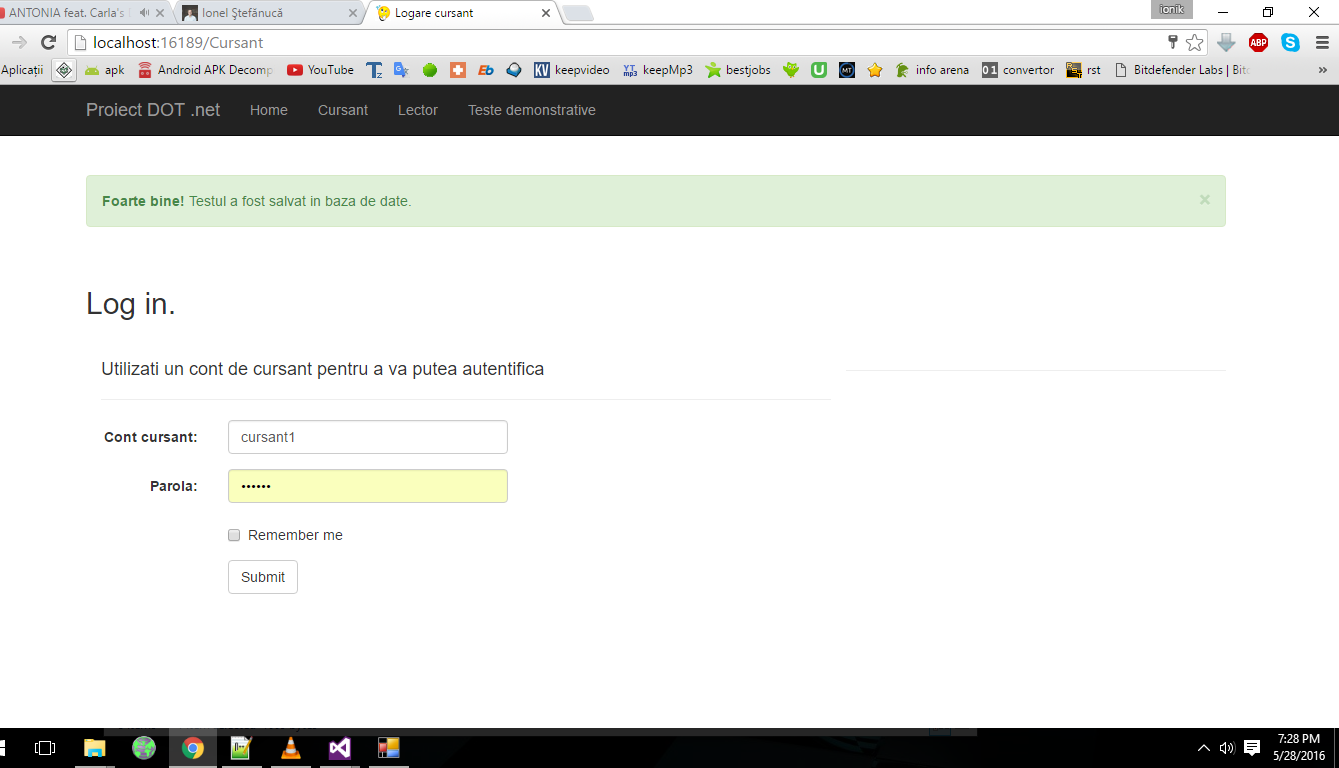 ANTONIA feat. Carla's
Ionel Ştefănucă
Logare cursant
ionik
localhost:16189/Cursant
Aplicații
apk
Android APK Decomp
YouTube
keepvideo
keepMp3
bestjobs
info arena
convertor
rst
Bitdefender Labs | Bit
Proiect DOT .net
Home
Cursant
Lector
Teste demonstrative
Foarte bine! Testul a fost salvat in baza de date.
×
Log in.
Utilizati un cont de cursant pentru a va putea autentifica
Cont cursant:
cursant1
Parola:
••••••
Remember me
Submit
7:28 PM
5/28/2016